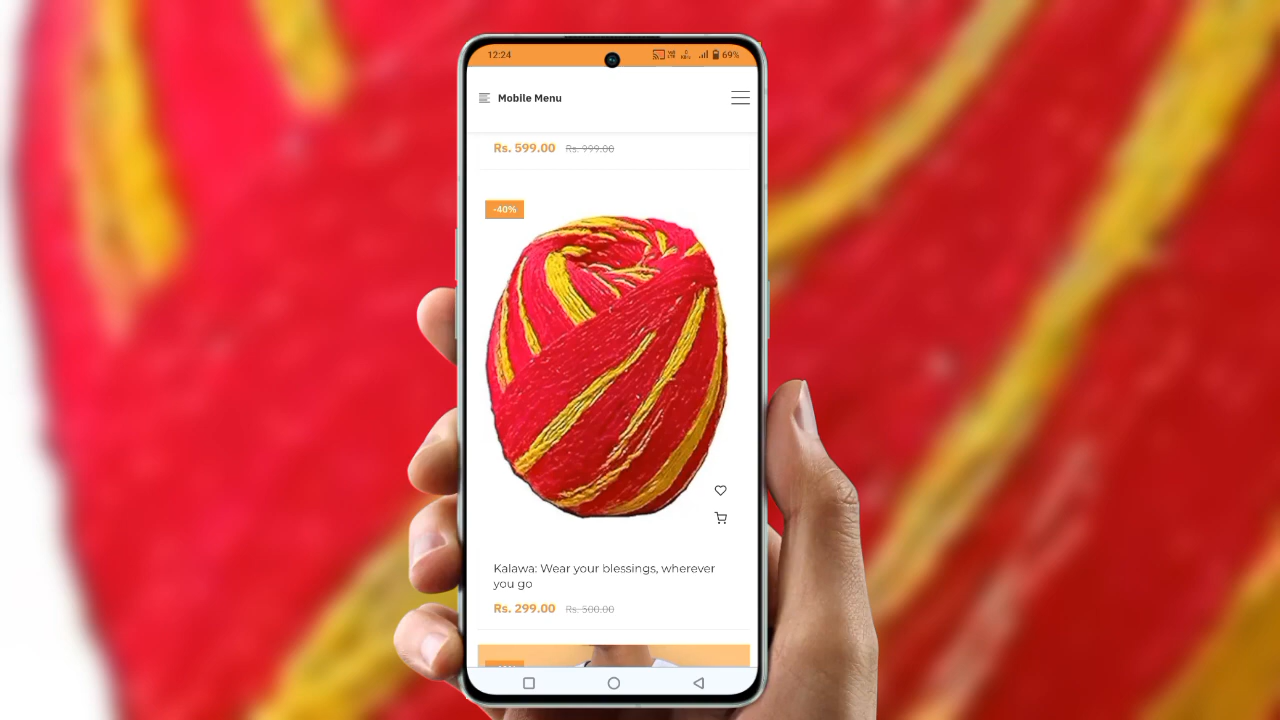 12:24
69%
Mobile Menu
Rs. 599.00 Rs. 999.00
-40%
Kalawa: Wear your blessings, wherever
you go
Rs. 299.00 Rs. 500.00